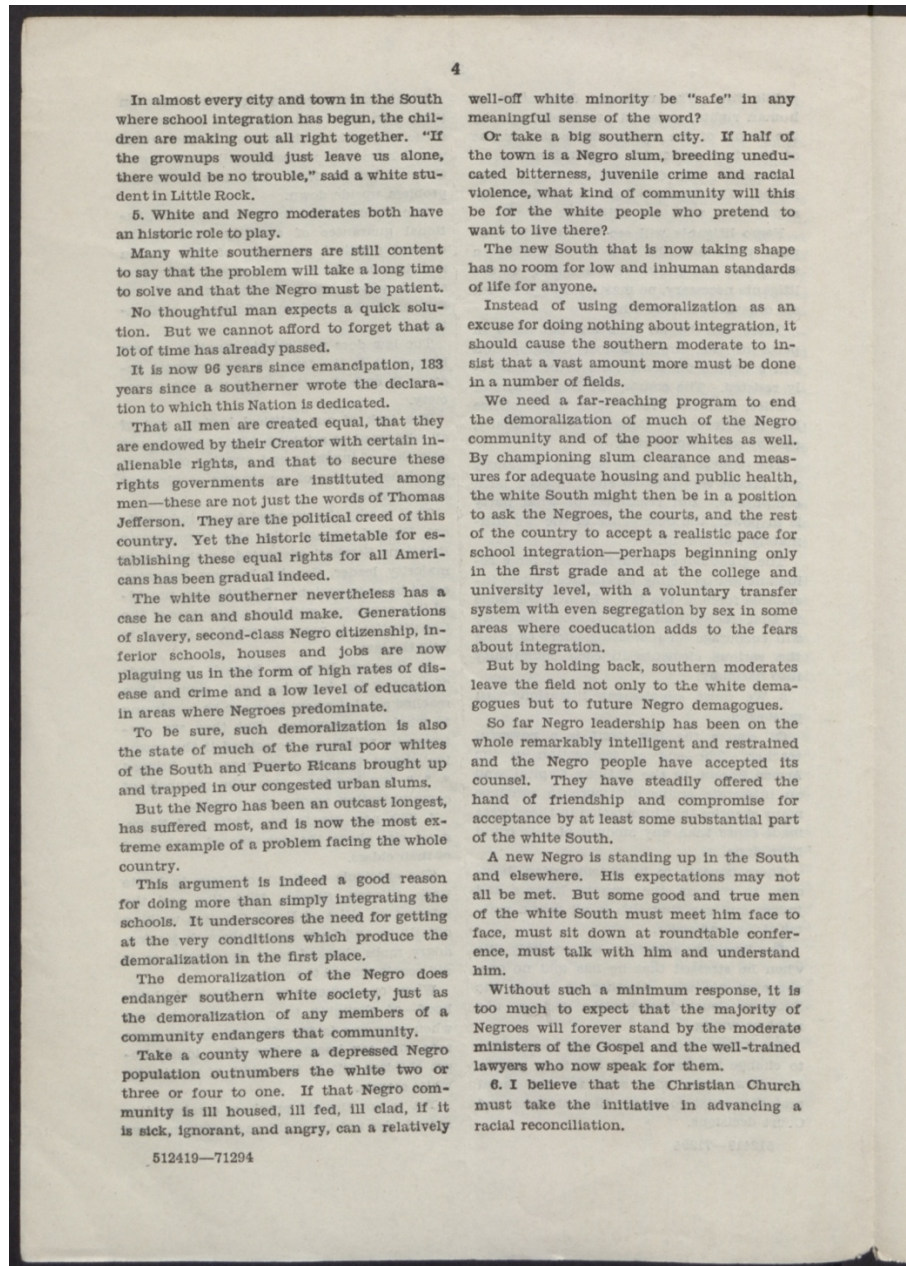 4
In almost every city and town in the South
where school integration has begun, the chil-
dren are making out all right together. "If
the grownups would just leave us alone,
there would be no trouble," said a white stu-
dent in Little Rock.
5. White and Negro moderates both have
an historic role to play.
Many white southerners are still content
to say that the problem will take a long time
to solve and that the Negro must be patient.
No thoughtful man expects a quick solu-
tion. But we cannot afford to forget that a
lot of time has already passed.
It is now 96 years since emancipation, 183
years since a southerner wrote the declara-
tion to which this Nation is dedicated.
That all men are created equal, that they
are endowed by their Creator with certain in-
alienable rights, and that to secure these
rights governments are instituted among
men—these are not just the words of Thomas
Jefferson. They are the political creed of this
country. Yet the historic timetable for es-
tablishing these equal rights for all Ameri-
cans has been gradual indeed.
The white southerner nevertheless has a
case he can and should make. Generations
of slavery, second-class Negro citizenship, in-
ferior schools, houses and jobs are now
plaguing us in the form of high rates of dis-
ease and crime and a low level of education
in areas where Negroes predominate.
To be sure, such demoralization is also
the state of much of the rural poor whites
of the South and Puerto Ricans brought up
and trapped in our congested urban slums.
But the Negro has been an outcast longest,
has suffered most, and is now the most ex-
treme example of a problem facing the whole
country.
This argument is indeed a good reason
for doing more than simply integrating the
schools. It underscores the need for getting
at the very conditions which produce the
demoralization in the first place.
The demoralization of the Negro does
endanger southern white society, just as
the demoralization of any members of a
community endangers that community.
Take a county where a depressed Negro
population outnumbers the white two or
three or four to one. If that Negro com-
munity is ill housed, ill fed, ill clad, if it
is sick, ignorant, and angry, can a relatively
512419—71294
well-off white minority be "safe" in any
meaningful sense of the word?
Or take a big southern city. If half of
the town is a Negro slum, breeding unedu-
cated bitterness, juvenile crime and racial
violence, what kind of community will this
be for the white people who pretend to
want to live there?
The new South that is now taking shape
has no room for low and inhuman standards
of life for anyone.
Instead of using demoralization as an
excuse for doing nothing about integration, it
should cause the southern moderate to in-
sist that a vast amount more must be done
in a number of fields.
We need a far-reaching program to end
the demoralization of much of the Negro
community and of the poor whites as well.
By championing slum clearance and meas-
ures for adequate housing and public health,
the white South might then be in a position
to ask the Negroes, the courts, and the rest
of the country to accept a realistic pace for
school integration—perhaps beginning only
in the first grade and at the college and
university level, with a voluntary transfer
system with even segregation by sex in some
areas where coeducation adds to the fears
about integration.
But by holding back, southern moderates
leave the field not only to the white dema-
gogues but to future Negro demagogues.
So far Negro leadership has been on the
whole remarkably intelligent and restrained
and the Negro people have accepted its
counsel. They have steadily offered the
hand of friendship and compromise for
acceptance by at least some substantial part
of the white South.
A new Negro is standing up in the South
and elsewhere. His expectations may not
all be met. But some good and true men
of the white South must meet him face to
face, must sit down at roundtable confer-
ence, must talk with him and understand
him.
Without such a minimum response, it is
too much to expect that the majority of
Negroes will forever stand by the moderate
ministers of the Gospel and the well-trained
lawyers who now speak for them.
6. I believe that the Christian Church
must take the initiative in advancing a
racial reconciliation.